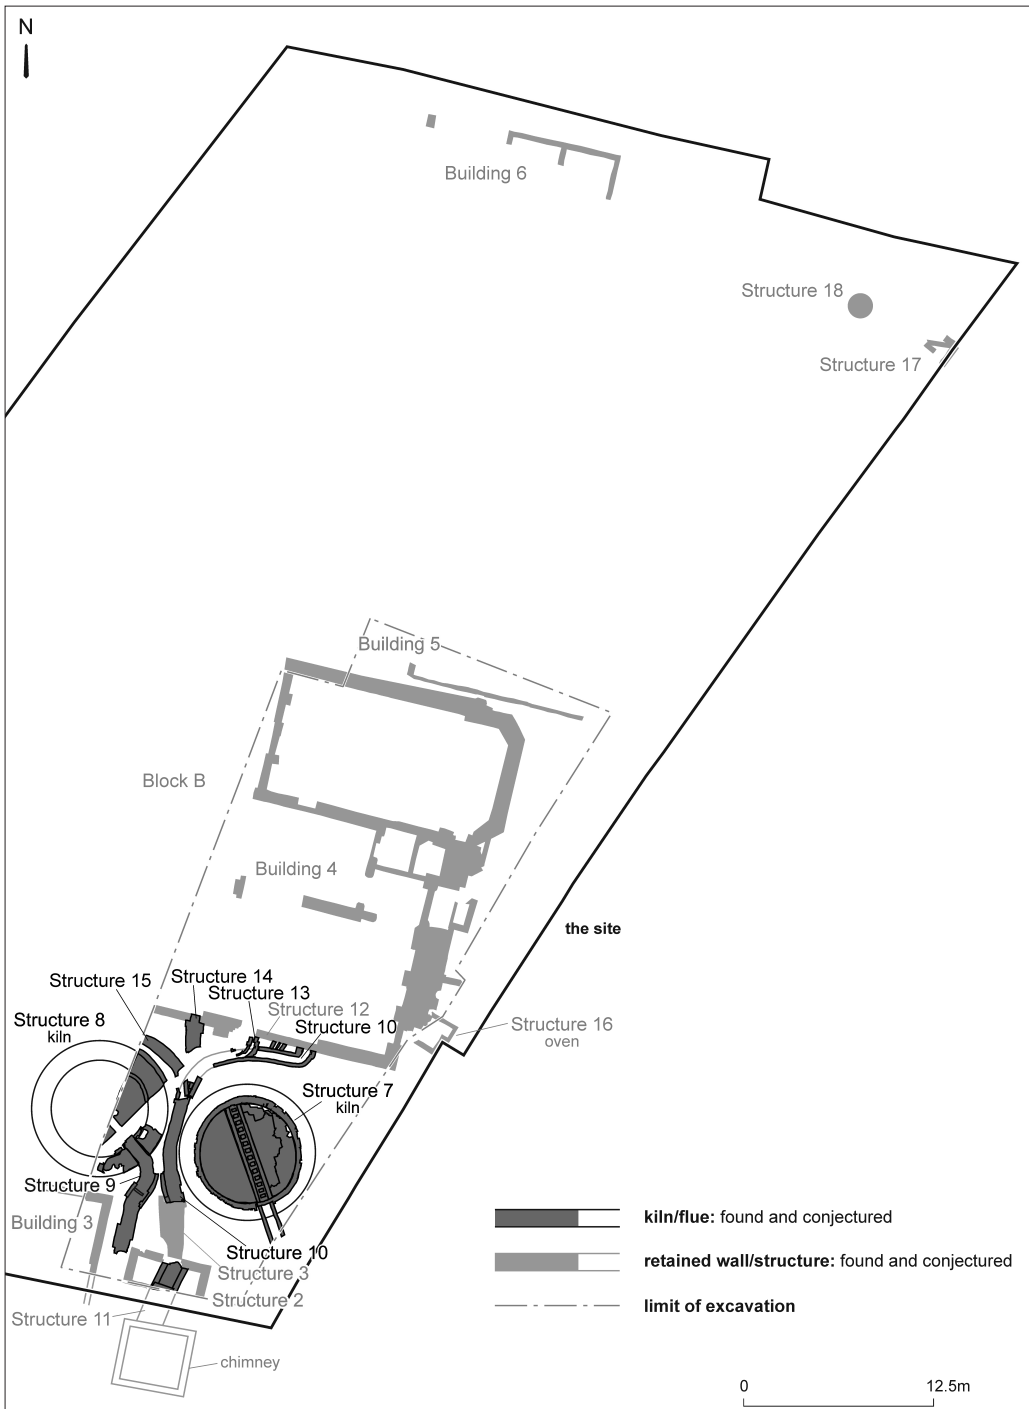 N
Building 6
Structure 18
Structure 17
Building 5
Block B
Building 4
the site
Structure 15
Structure 14
Structure 13
Structure 12
Structure 10
Structure 8
kiln
Structure 16
oven
Structure 7
kiln
Structure 9
Building 3
Structure 10
Structure 3
Structure 2
Structure 11
chimney
kiln/flue: found and conjectured
retained wall/structure: found and conjectured
limit of excavation
0 12.5m